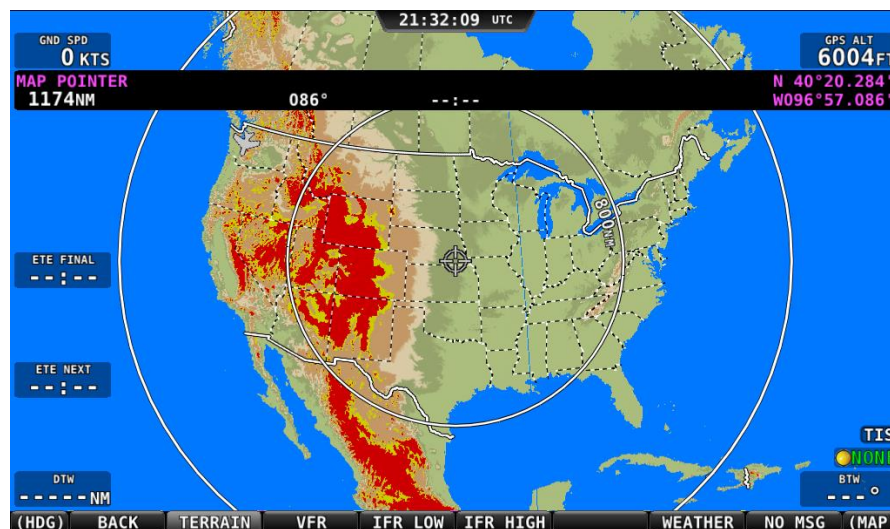 21:32:09 UTC
GND SPD
0 KTS
GPS ALT
6004FT
MAP POINTER
1174NM 086° --:--
N 40°20.284'
W096°57.086'
800NM
ETE FINAL
--:--
ETE NEXT
--:--
TIS
NONE
DTW
-----NM
BTW
---°
(HDG) BACK TERRAIN VFR IFR LOW IFR HIGH WEATHER NO MSG (MAP